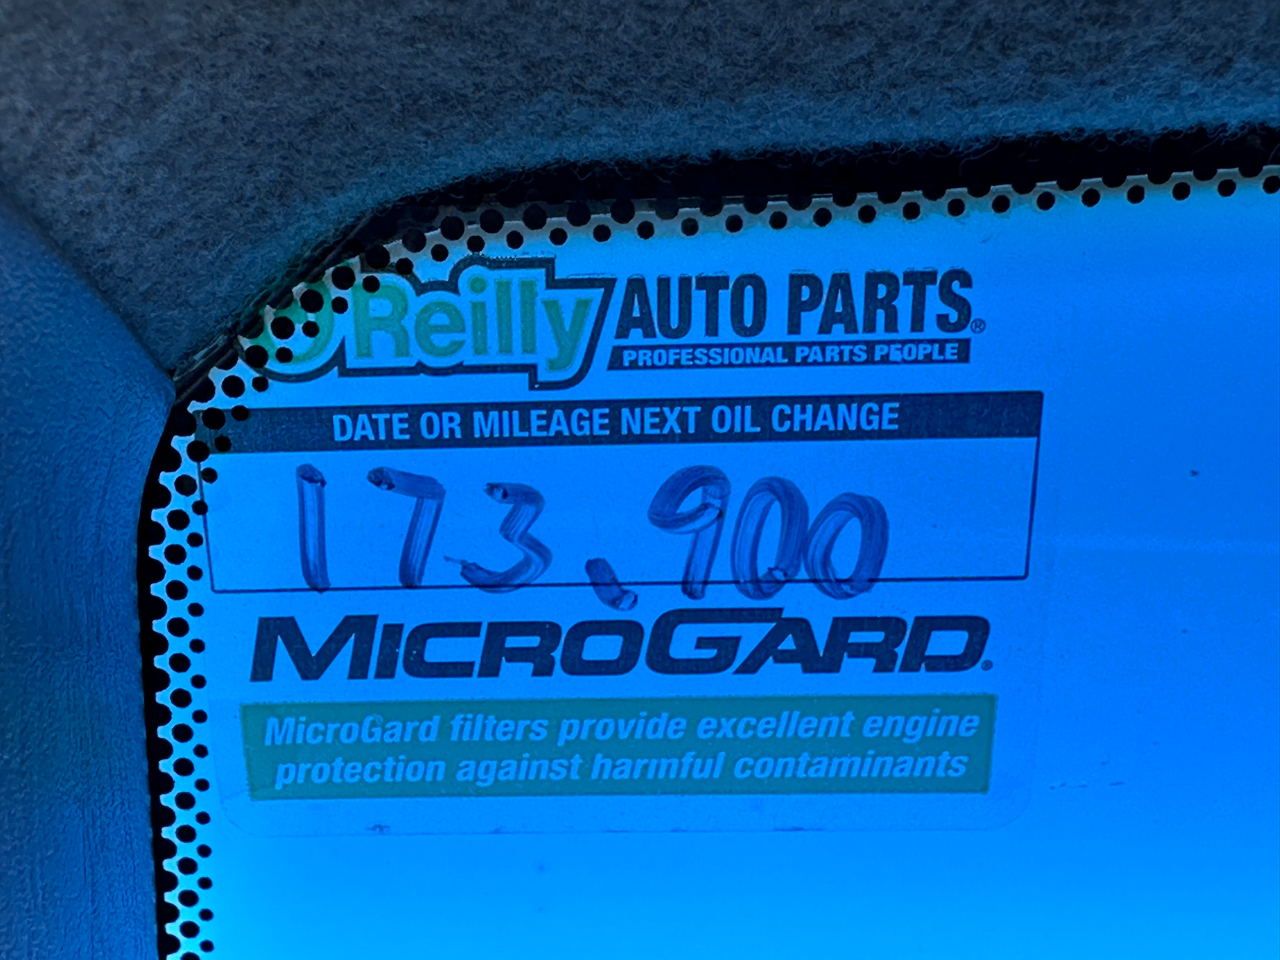 O'Reilly AUTO PARTS®
PROFESSIONAL PARTS PEOPLE
DATE OR MILEAGE NEXT OIL CHANGE
173,900
MICROGARD.
MicroGard filters provide excellent engine
protection against harmful contaminants